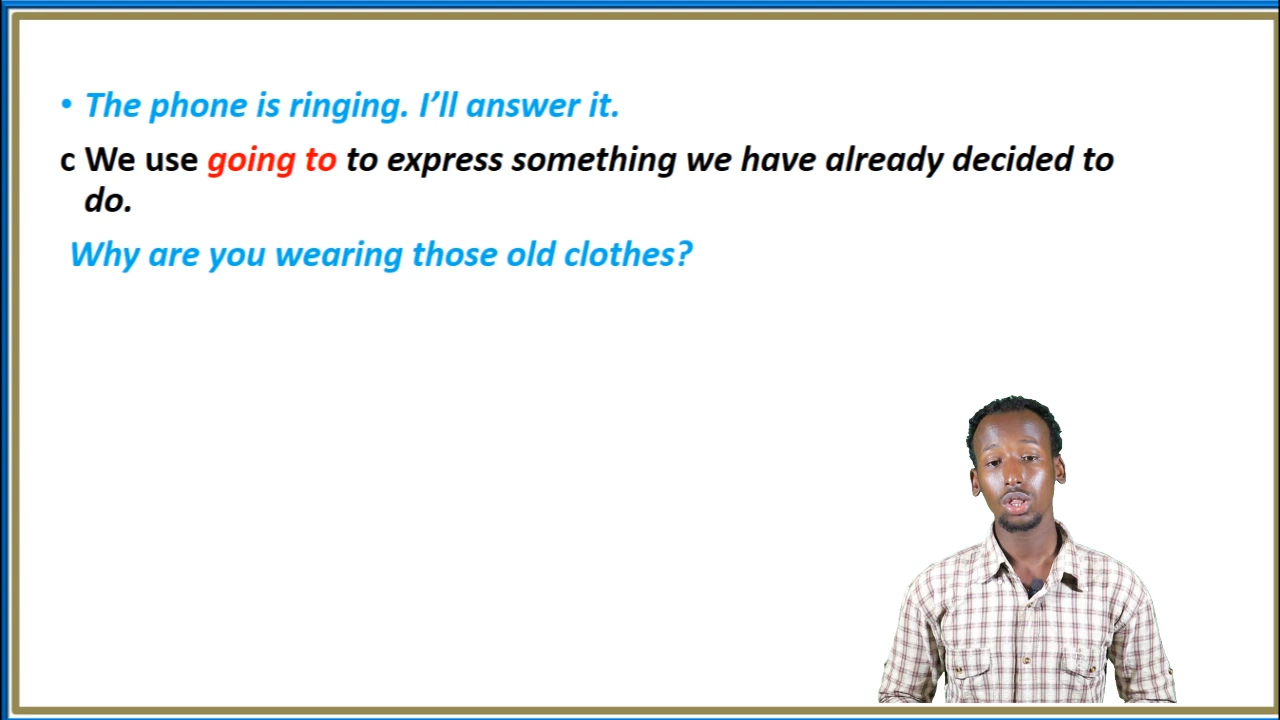 • The phone is ringing. I’ll answer it.
c We use going to to express something we have already decided to
do.
Why are you wearing those old clothes?